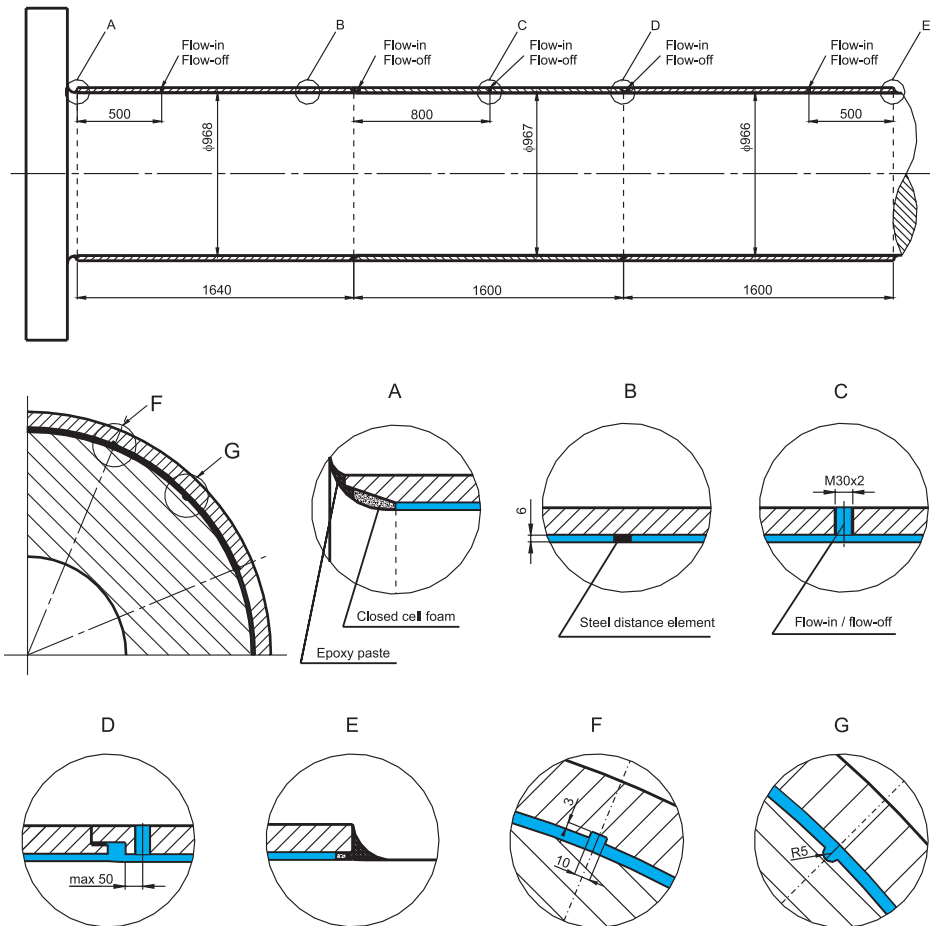 A
B
C
D
E
Flow-in
Flow-off
Flow-in
Flow-off
Flow-in
Flow-off
Flow-in
Flow-off
Flow-in
Flow-off
500
800
500
ϕ968
ϕ967
ϕ966
1640
1600
1600
F
G
A
Closed cell foam
Epoxy paste
B
6
Steel distance element
C
M30x2
Flow-in / flow-off
D
max 50
E
F
3
10
G
R5